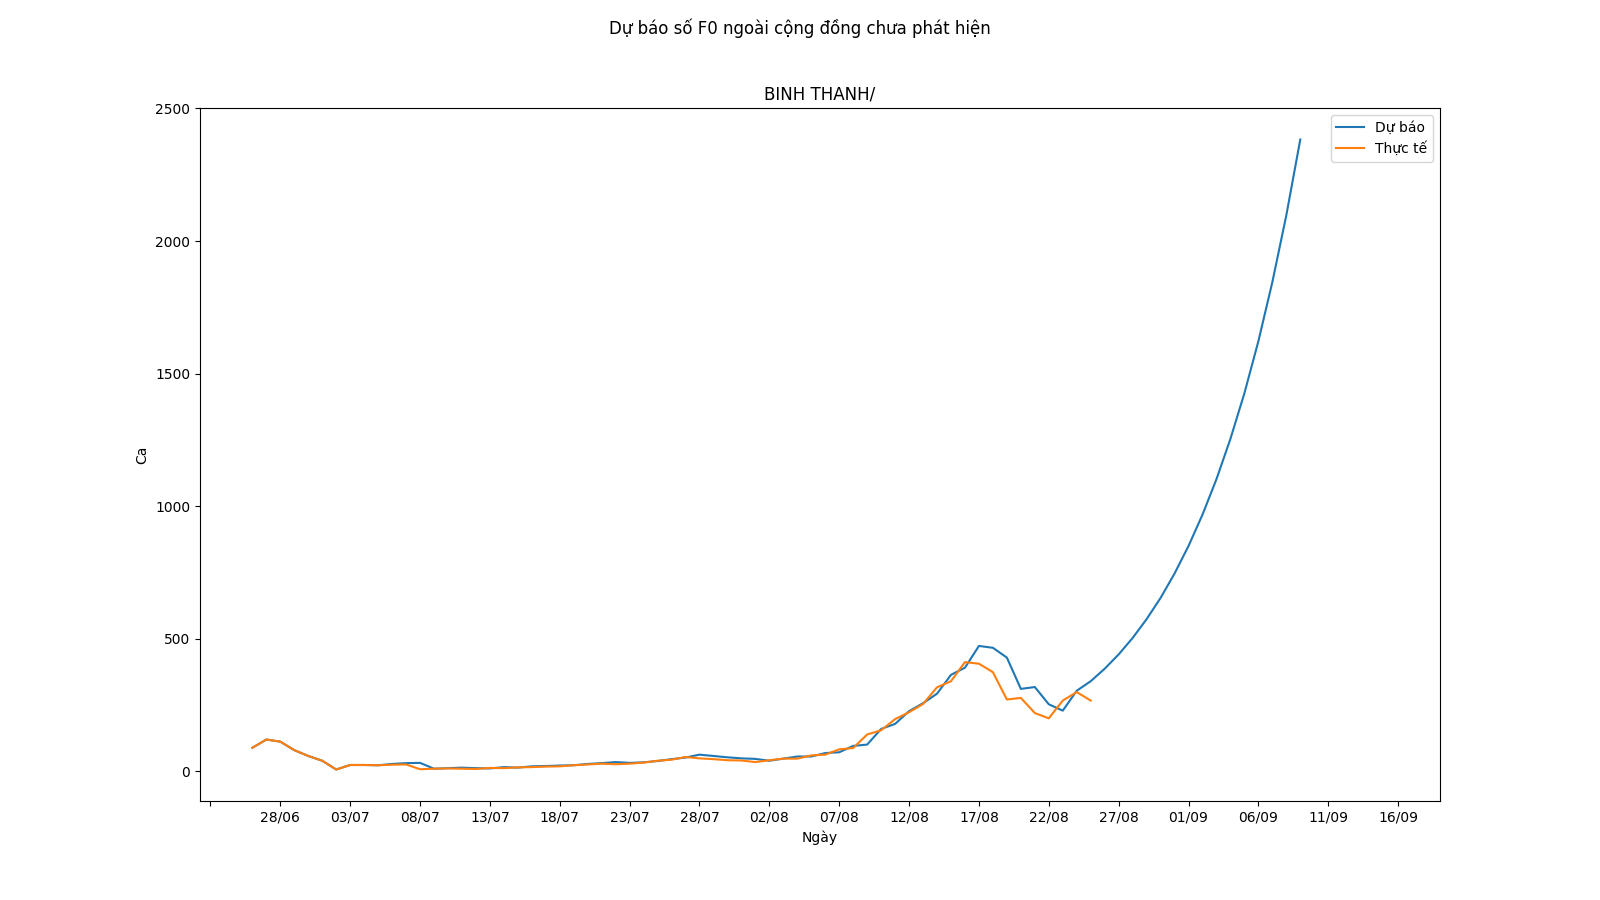 Dự báo số F0 ngoài cộng đồng chưa phát hiện
BINH THANH/
2500
2000
1500
1000
500
0
Ca
Dự báo
Thực tế
28/06 03/07 08/07 13/07 18/07 23/07 28/07 02/08 07/08 12/08 17/08 22/08 27/08 01/09 06/09 11/09 16/09
Ngày